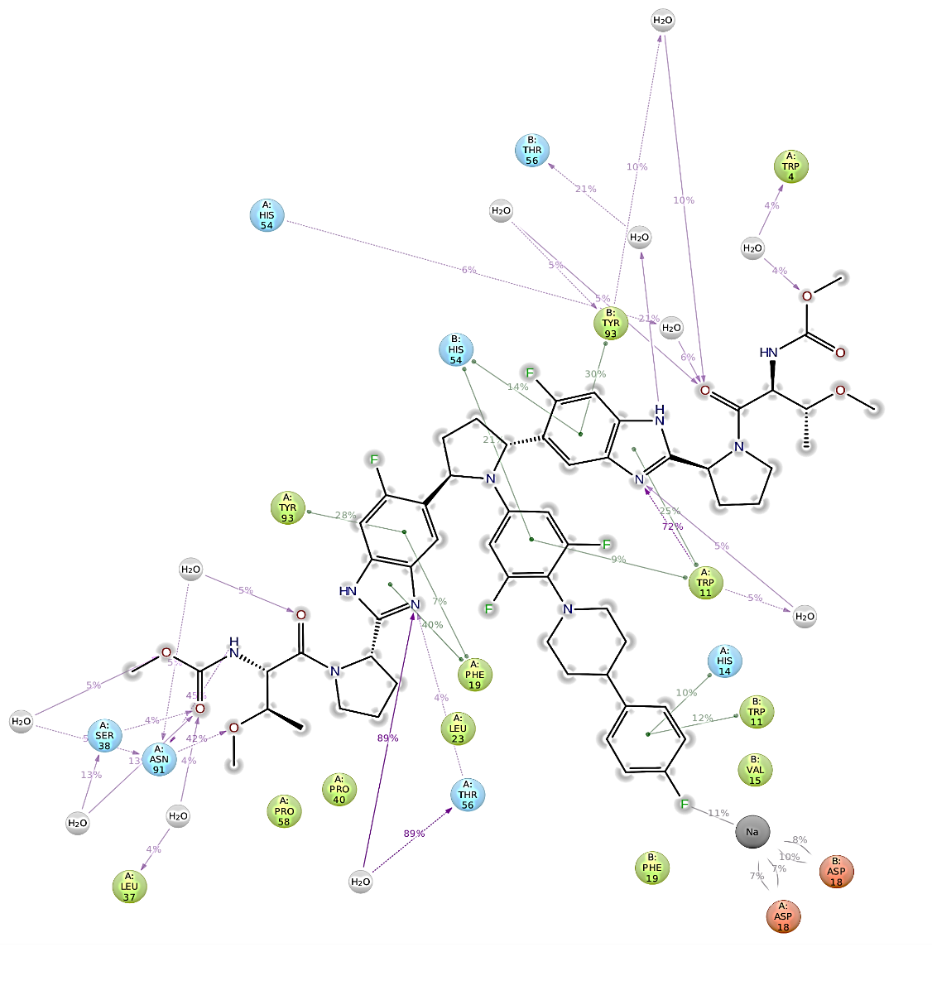 H₂O
B:
THR
56
A:
TRP
4
10%
21%
10%
A:
HIS
54
H₂O
4%
H₂O
H₂O
6%
5%
4%
5%
B:
TYR
93
21%
H₂O
O
B:
HIS
54
HN
O
6%
30%
F
14%
O
O
H
N
21
N
F
N
N
A:
TYR
93
28%
25%
72%
F
5%
9%
H₂O
5%
A:
TRP
11
5%
HN
7%
N
F
N
H₂O
O
40%
H
N
O
5
N
A:
PHE
19
A:
HIS
14
5%
45%
10%
4%
O
B:
TRP
11
12%
H₂O
A:
SER
38
5
42%
O
A:
LEU
23
89%
13
4%
A:
ASN
91
B:
VAL
15
13%
A:
PRO
40
A:
THR
56
F
11%
A:
PRO
58
H₂O
H₂O
Na
89%
8%
4%
10%
7%
7%
A:
LEU
37
H₂O
B:
PHE
19
B:
ASP
18
A:
ASP
18